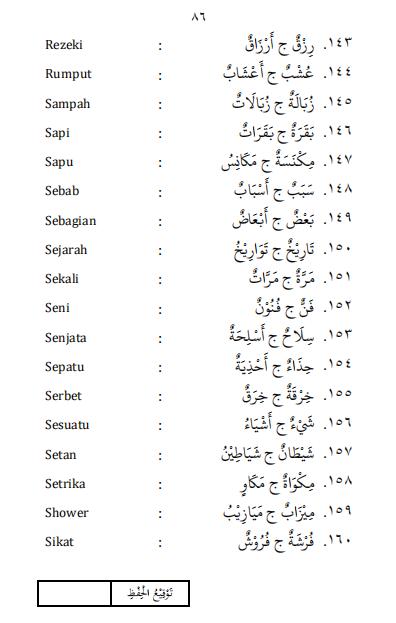 ٨٦
Rezeki : ١٤٣. رِزْقٌ ج أَرْزَاقٌ
Rumput : ١٤٤. عُشْبٌ ج أَعْشَابٌ
Sampah : ١٤٥. زُبَالَةٌ ج زُبَالَاتٌ
Sapi : ١٤٦. بَقَرَةٌ ج بَقَرَاتٌ
Sapu : ١٤٧. مِكْنَسَةٌ ج مَكَانِسُ
Sebab : ١٤٨. سَبَبٌ ج أَسْبَابٌ
Sebagian : ١٤٩. بَعْضٌ ج أَبْعَاضٌ
Sejarah : ١٥٠. تَارِيْخٌ ج تَوَارِيْخُ
Sekali : ١٥١. مَرَّةٌ ج مَرَّاتٌ
Seni : ١٥٢. فَنٌّ ج فُنُوْنٌ
Senjata : ١٥٣. سِلَاحٌ ج أَسْلِحَةٌ
Sepatu : ١٥٤. حِذَاءٌ ج أَحْذِيَةٌ
Serbet : ١٥٥. خِرْقَةٌ ج خِرَقٌ
Sesuatu : ١٥٦. شَيْءٌ ج أَشْيَاءُ
Setan : ١٥٧. شَيْطَانٌ ج شَيَاطِيْنُ
Setrika : ١٥٨. مِكْوَاةٌ ج مَكَاوٍ
Shower : ١٥٩. مِيْزَابٌ ج مَيَازِيْبُ
Sikat : ١٦٠. فُرْشَةٌ ج فُرُوْشٌ
تَوْقِيْعُ الْحِفْظِ